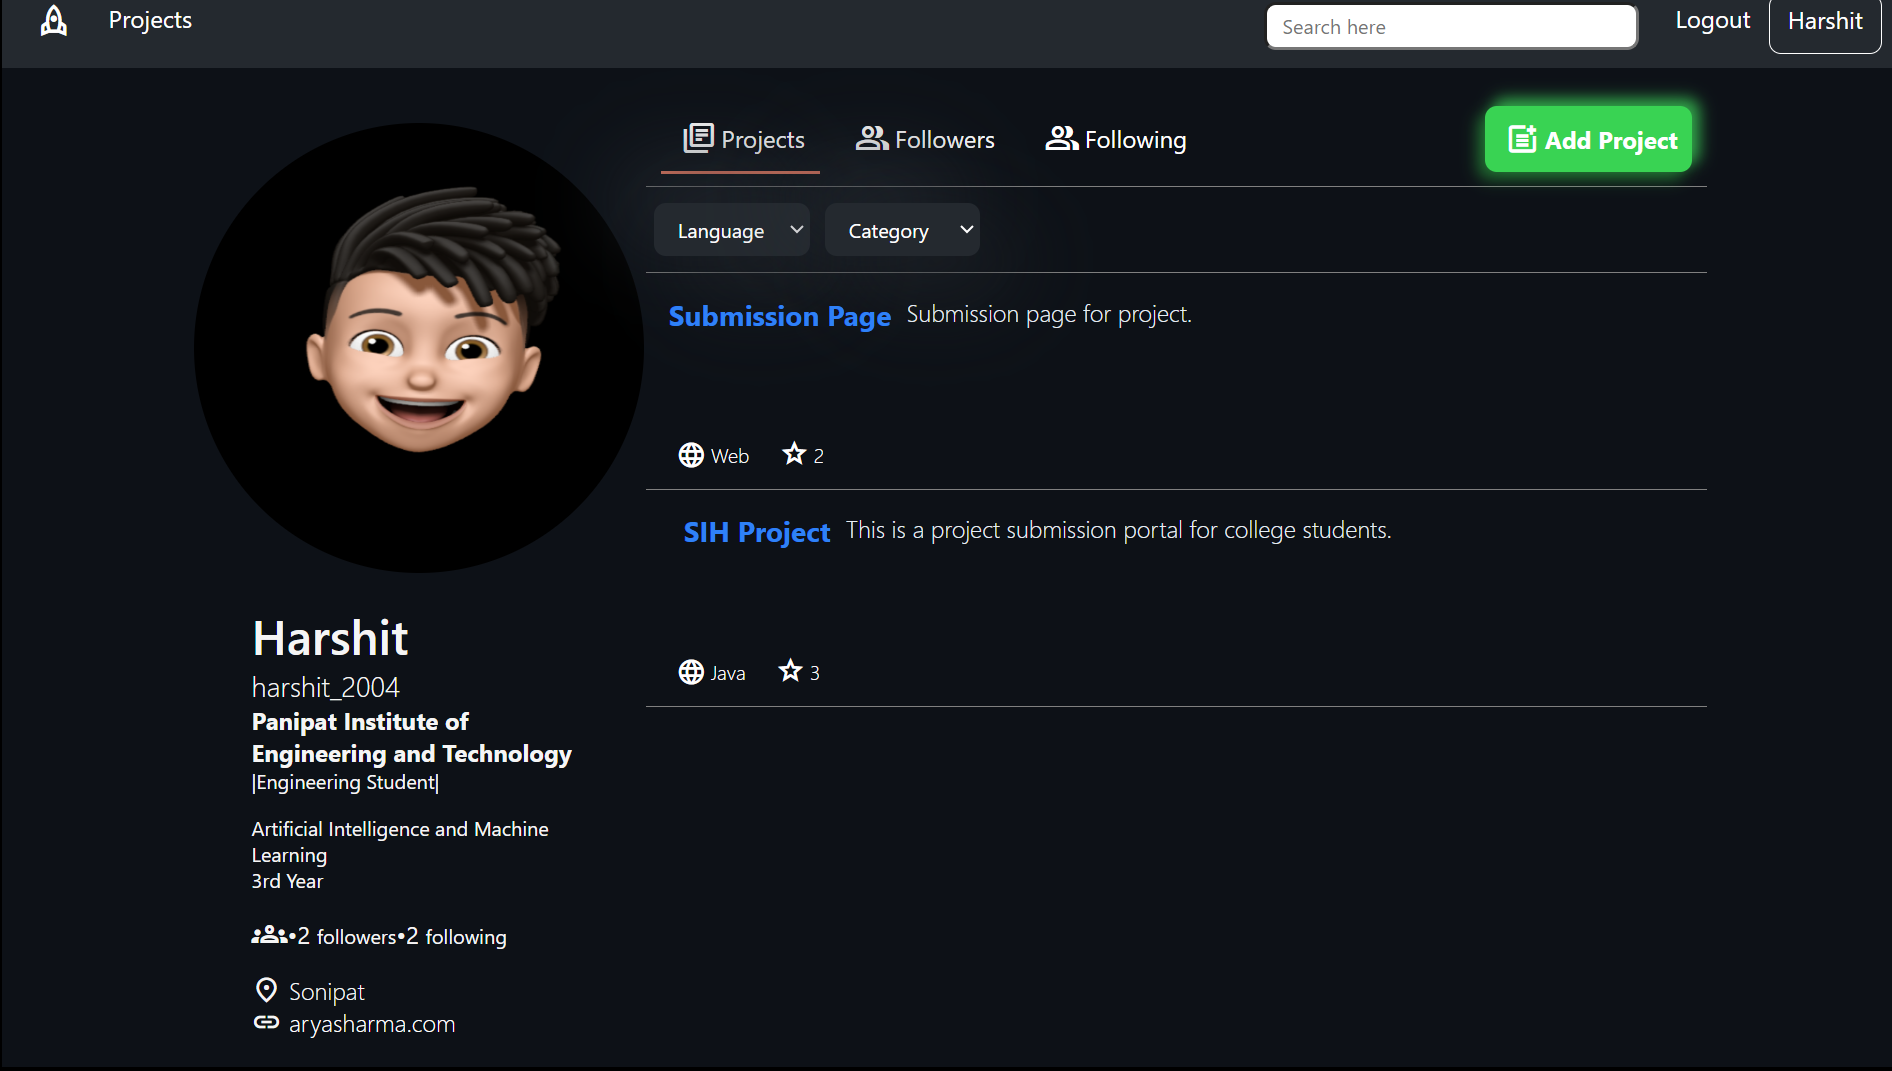 Projects
Search here
Logout
Harshit
Projects
Followers
Following
Add Project
Language
Category
Submission Page Submission page for project.
Web 2
SIH Project This is a project submission portal for college students.
Java 3
Harshit
harshit_2004
Panipat Institute of
Engineering and Technology
|Engineering Student|
Artificial Intelligence and Machine
Learning
3rd Year
•2 followers•2 following
Sonipat
aryasharma.com